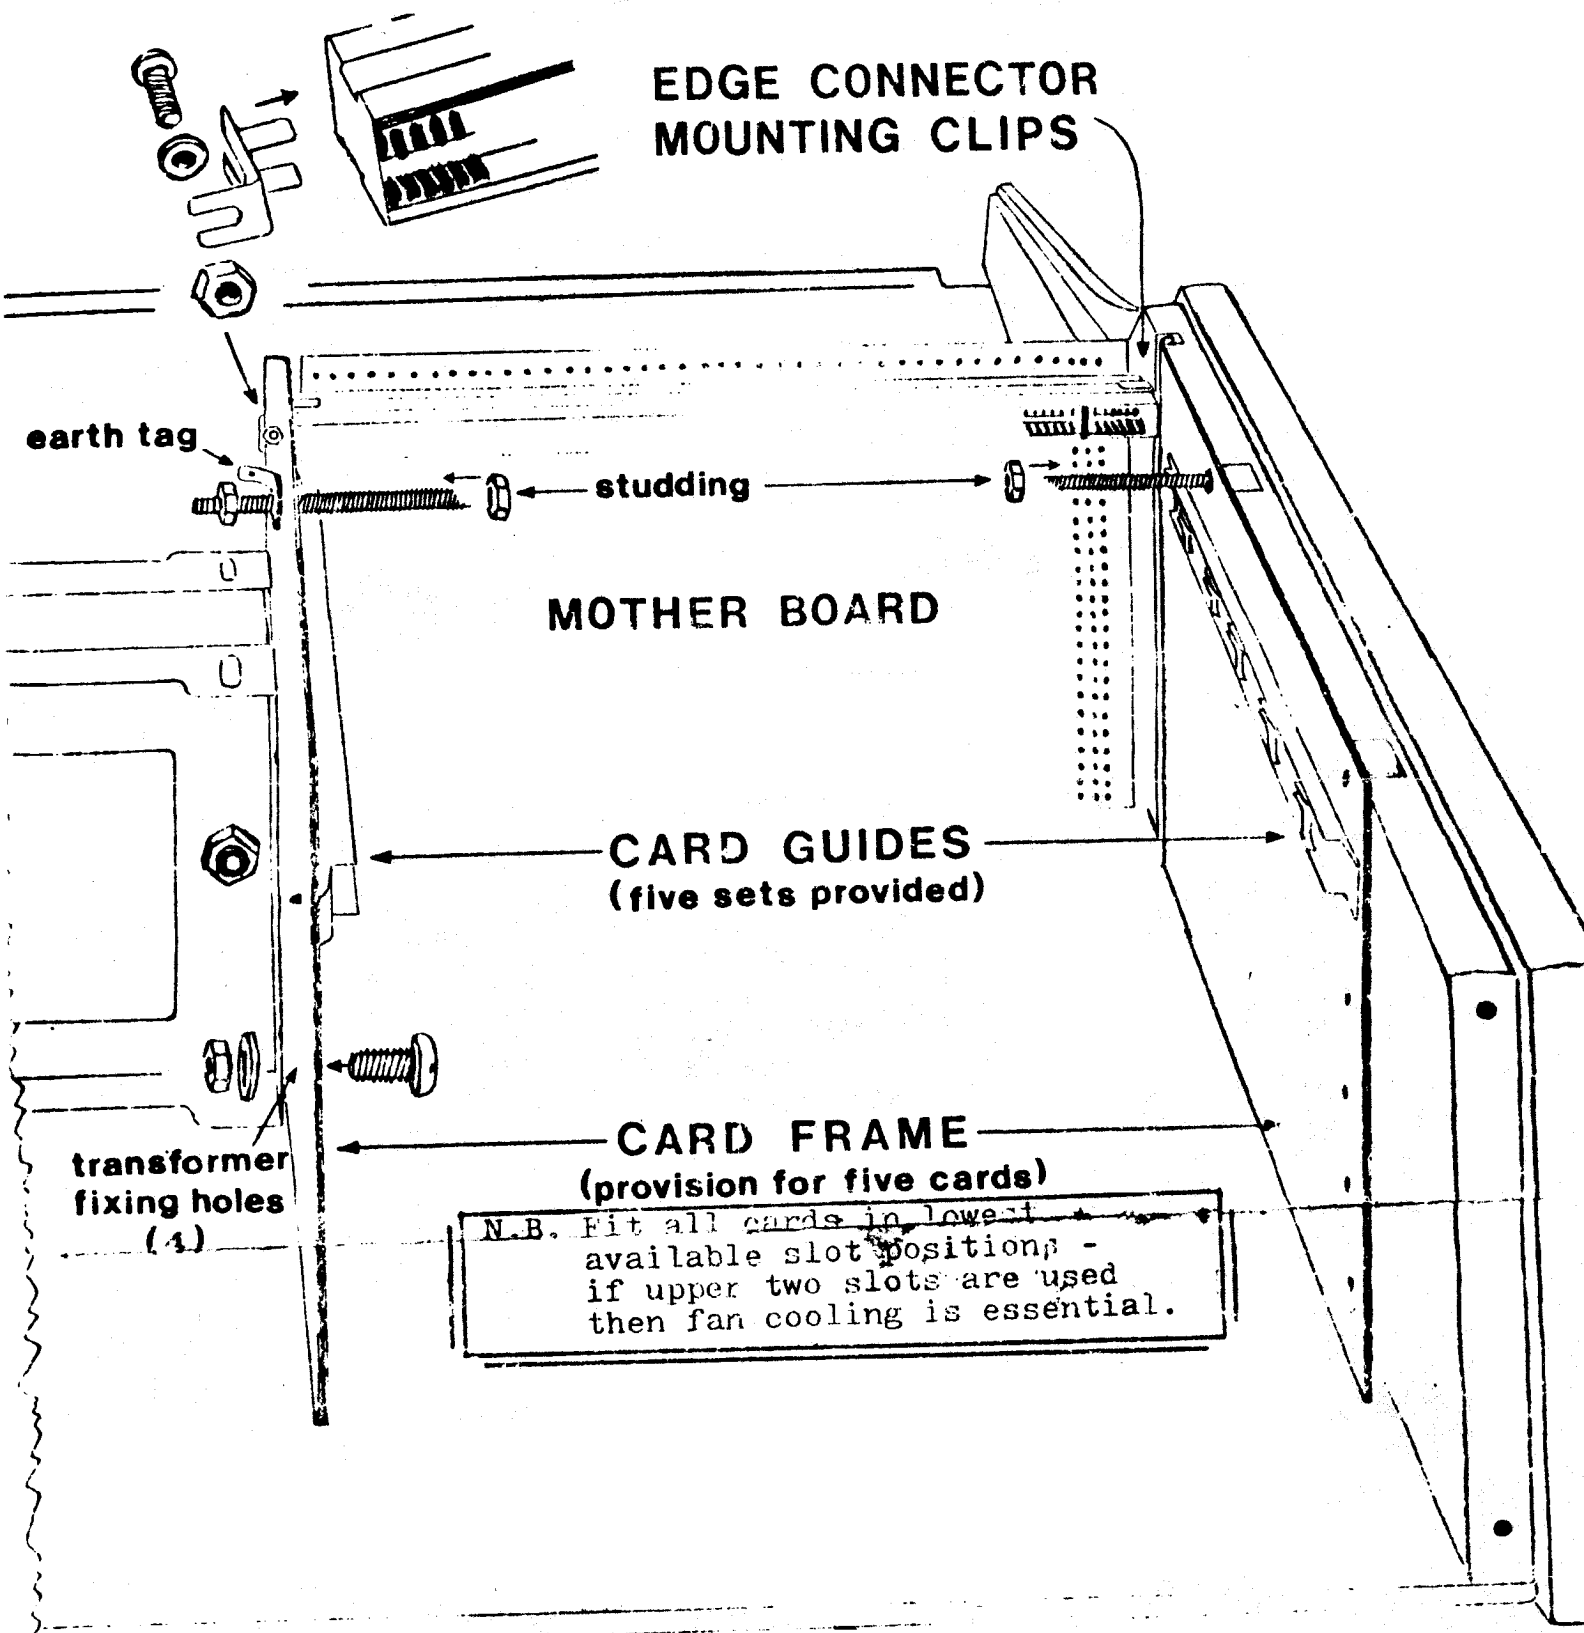 EDGE CONNECTOR
MOUNTING CLIPS
earth tag
studding
MOTHER BOARD
CARD GUIDES
(five sets provided)
CARD FRAME
(provision for five cards)
transformer
fixing holes
(4)
N.B. Fit all cards in lowest
available slot positions -
if upper two slots are used
then fan cooling is essential.